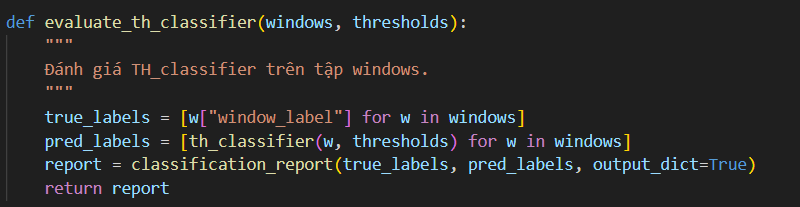 def evaluate_th_classifier(windows, thresholds):
    """
    Đánh giá TH_classifier trên tập windows.
    """
    true_labels = [w["window_label"] for w in windows]
    pred_labels = [th_classifier(w, thresholds) for w in windows]
    report = classification_report(true_labels, pred_labels, output_dict=True)
    return report